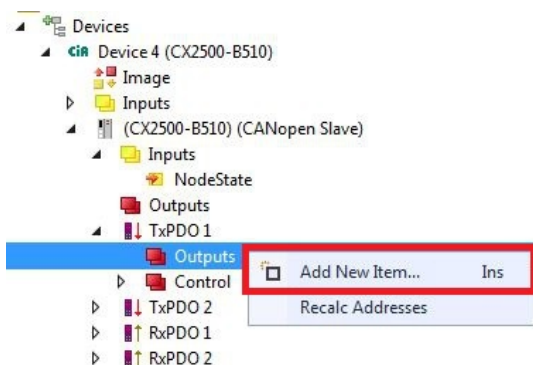 Devices
CiA Device 4 (CX2500-B510)
Image
Inputs
(CX2500-B510) (CANopen Slave)
Inputs
NodeState
Outputs
TxPDO 1
Outputs
Add New Item... Ins
Control
Recalc Addresses
TxPDO 2
RxPDO 1
RxPDO 2